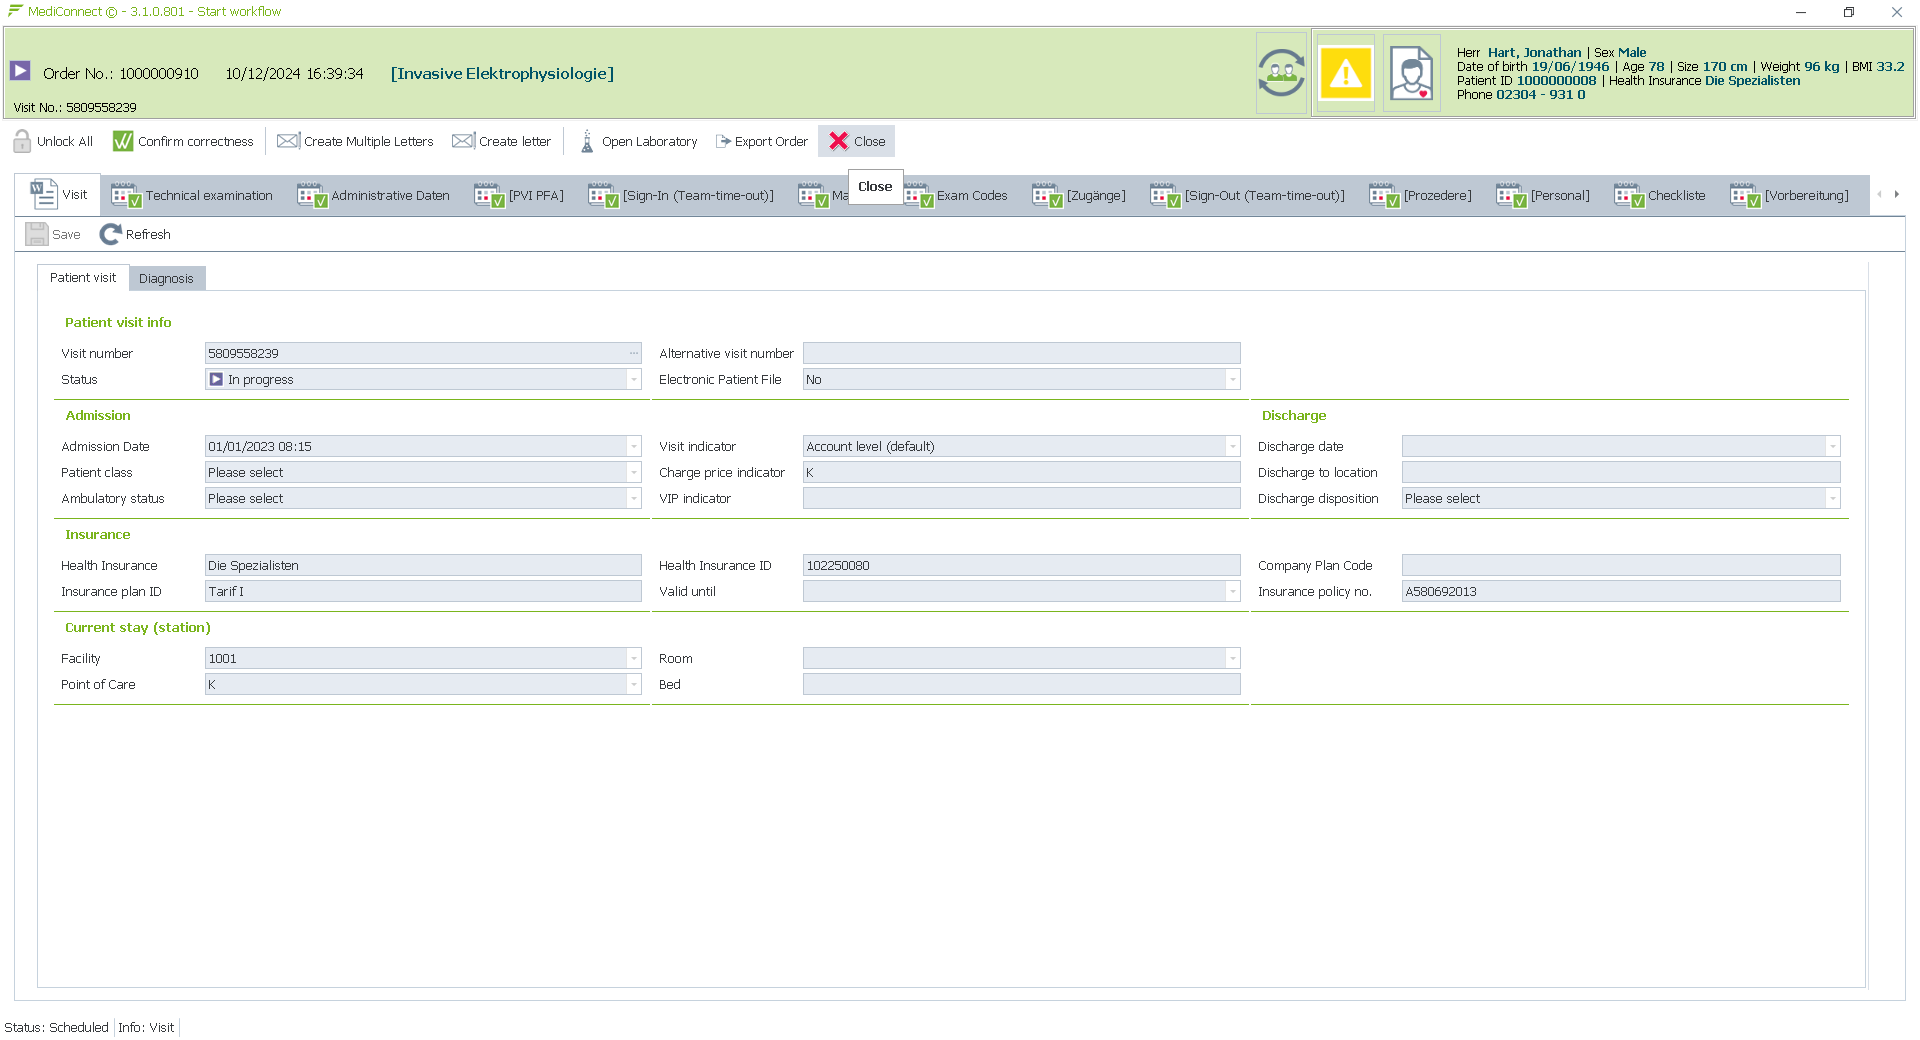 MediConnect © - 3.1.0.801 - Start workflow
Order No.: 1000000910 10/12/2024 16:39:34 [Invasive Elektrophysiologie]
Visit No.: 5809558239
Herr Hart, Jonathan | Sex Male
Date of birth 19/06/1946 | Age 78 | Size 170 cm | Weight 96 kg | BMI 33.2
Patient ID 1000000008 | Health Insurance Die Spezialisten
Phone 02304 - 931 0
Unlock All Confirm correctness Create Multiple Letters Create letter Open Laboratory Export Order Close
Close
Visit Technical examination Administrative Daten [PVI PFA] [Sign-In (Team-time-out)] Ma Exam Codes [Zugänge] [Sign-Out (Team-time-out)] [Prozedere] [Personal] Checkliste [Vorbereitung]
Save Refresh
Patient visit Diagnosis
Patient visit info
Visit number 5809558239 ... Alternative visit number
Status In progress Electronic Patient File No
Admission Discharge
Admission Date 01/01/2023 08:15 Visit indicator Account level (default) Discharge date
Patient class Please select Charge price indicator K Discharge to location
Ambulatory status Please select VIP indicator Discharge disposition Please select
Insurance
Health Insurance Die Spezialisten Health Insurance ID 102250080 Company Plan Code
Insurance plan ID Tarif I Valid until Insurance policy no. A580692013
Current stay (station)
Facility 1001 Room
Point of Care K Bed
Status: Scheduled Info: Visit